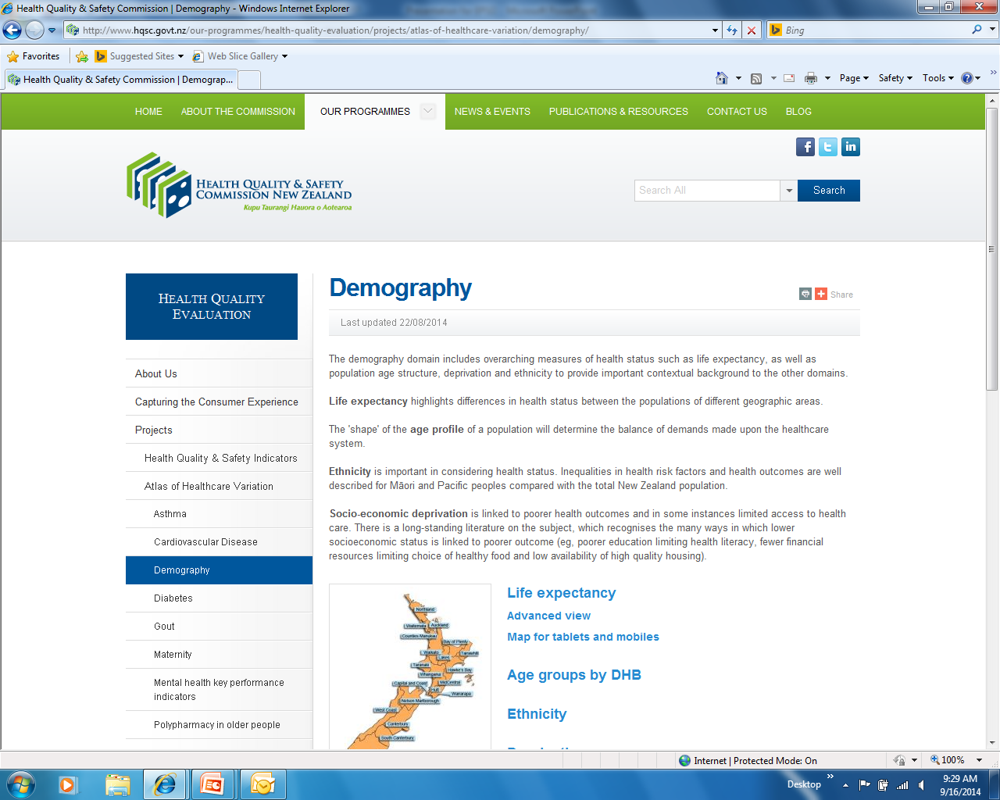 Health Quality & Safety Commission | Demography - Windows Internet Explorer
http://www.hqsc.govt.nz/our-programmes/health-quality-evaluation/projects/atlas-of-healthcare-variation/demography/
Bing
Favorites
Suggested Sites
Web Slice Gallery
Health Quality & Safety Commission | Demograp...
Page
Safety
Tools
HOME
ABOUT THE COMMISSION
OUR PROGRAMMES
NEWS & EVENTS
PUBLICATIONS & RESOURCES
CONTACT US
BLOG
HEALTH QUALITY & SAFETY
COMMISSION NEW ZEALAND
Kupu Taurangi Hauora o Aotearoa
Search All
Search
HEALTH QUALITY
EVALUATION
About Us
Capturing the Consumer Experience
Projects
Health Quality & Safety Indicators
Atlas of Healthcare Variation
Asthma
Cardiovascular Disease
Demography
Diabetes
Gout
Maternity
Mental health key performance
indicators
Polypharmacy in older people
Demography
Share
Last updated 22/08/2014
The demography domain includes overarching measures of health status such as life expectancy, as well as
population age structure, deprivation and ethnicity to provide important contextual background to the other domains.
Life expectancy highlights differences in health status between the populations of different geographic areas.
The 'shape' of the age profile of a population will determine the balance of demands made upon the healthcare
system.
Ethnicity is important in considering health status. Inequalities in health risk factors and health outcomes are well
described for Māori and Pacific peoples compared with the total New Zealand population.
Socio-economic deprivation is linked to poorer health outcomes and in some instances limited access to health
care. There is a long-standing literature on the subject, which recognises the many ways in which lower
socioeconomic status is linked to poorer outcome (eg, poorer education limiting health literacy, fewer financial
resources limiting choice of healthy food and low availability of high quality housing).
Northland
Waitemata
Auckland
Counties Manukau
Bay of Plenty
Waikato
Tairawhiti
Lakes
Taranaki
Hawke's Bay
Whanganui
Capital and Coast
MidCentral
Hutt
Wairarapa
Nelson Marlborough
West Coast
Canterbury
South Canterbury
Life expectancy
Advanced view
Map for tablets and mobiles
Age groups by DHB
Ethnicity
Internet | Protected Mode: On
100%
Desktop
9:29 AM
9/16/2014